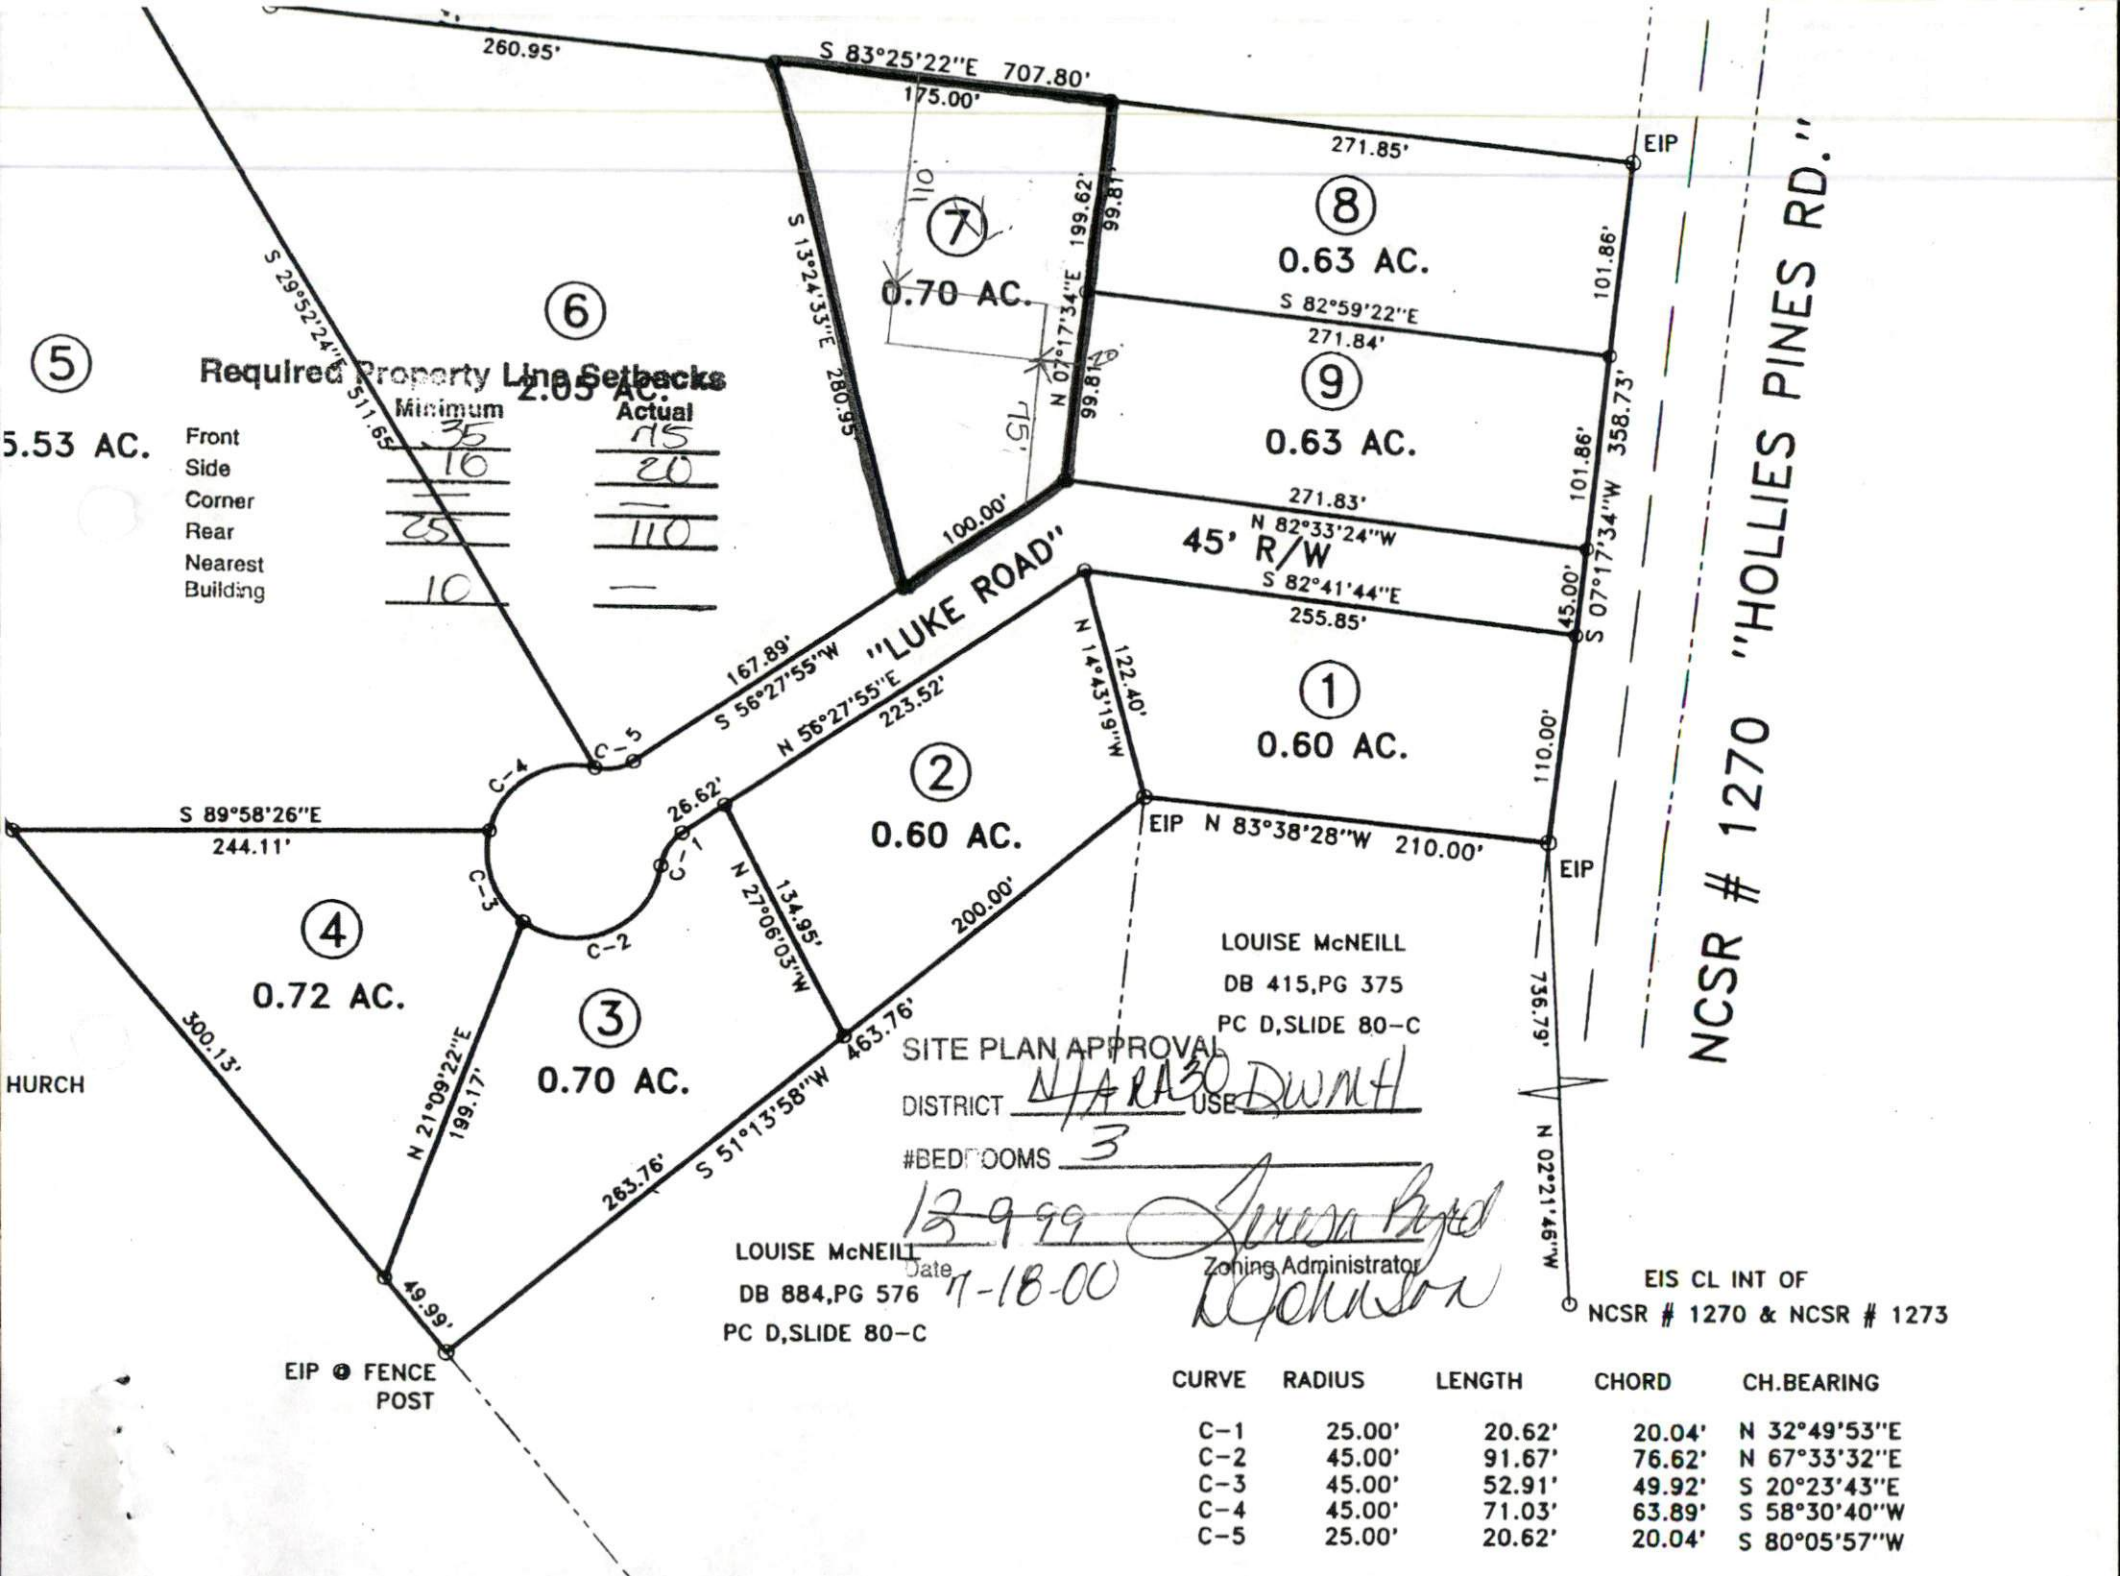 260.95'
S 83°25'22"E 707.80'
175.00'
271.85'
EIP
110'
7
0.70 AC.
S 13°24'33"E 280.95'
N 07°17'34"E 199.62'
99.81'
99.81'
20'
75'
100.00'
8
0.63 AC.
101.86'
S 82°59'22"E
271.84'
9
0.63 AC.
101.86'
S 07°17'34"W 358.73'
271.83'
N 82°33'24"W
45' R/W
45.00'
S 82°41'44"E
255.85'
NCSR # 1270 "HOLLIES PINES RD."
S 29°52'24"E 511.65'
5
5.53 AC.
6
2.05 AC.
Required Property Line Setbacks
Minimum Actual
Front 35 75
Side 10 20
Corner — —
Rear 25 110
Nearest
Building 10 —
"LUKE ROAD"
167.89'
S 56°27'55"W
N 56°27'55"E
223.52'
N 14°43'19"W
122.40'
1
0.60 AC.
110.00'
2
0.60 AC.
C-5
C-4
26.62'
C-1
C-3
C-2
S 89°58'26"E
244.11'
EIP N 83°38'28"W 210.00'
EIP
N 27°06'03"W
134.95'
200.00'
463.76'
S 51°13'58"W
263.76'
4
0.72 AC.
3
0.70 AC.
300.13'
N 21°09'22"E
199.17'
49.99'
HURCH
LOUISE McNEILL
DB 415,PG 375
PC D,SLIDE 80-C
736.79'
N 02°21'46"W
SITE PLAN APPROVAL
DISTRICT N/A RA30 USE DWMH
#BEDROOMS 3
12-9-99 Teresa Byrd
Date Zoning Administrator
7-18-00 D Johnson
LOUISE McNEILL
DB 884,PG 576
PC D,SLIDE 80-C
EIP @ FENCE
POST
EIS CL INT OF
NCSR # 1270 & NCSR # 1273
CURVE RADIUS LENGTH CHORD CH.BEARING
C-1 25.00' 20.62' 20.04' N 32°49'53"E
C-2 45.00' 91.67' 76.62' N 67°33'32"E
C-3 45.00' 52.91' 49.92' S 20°23'43"E
C-4 45.00' 71.03' 63.89' S 58°30'40"W
C-5 25.00' 20.62' 20.04' S 80°05'57"W